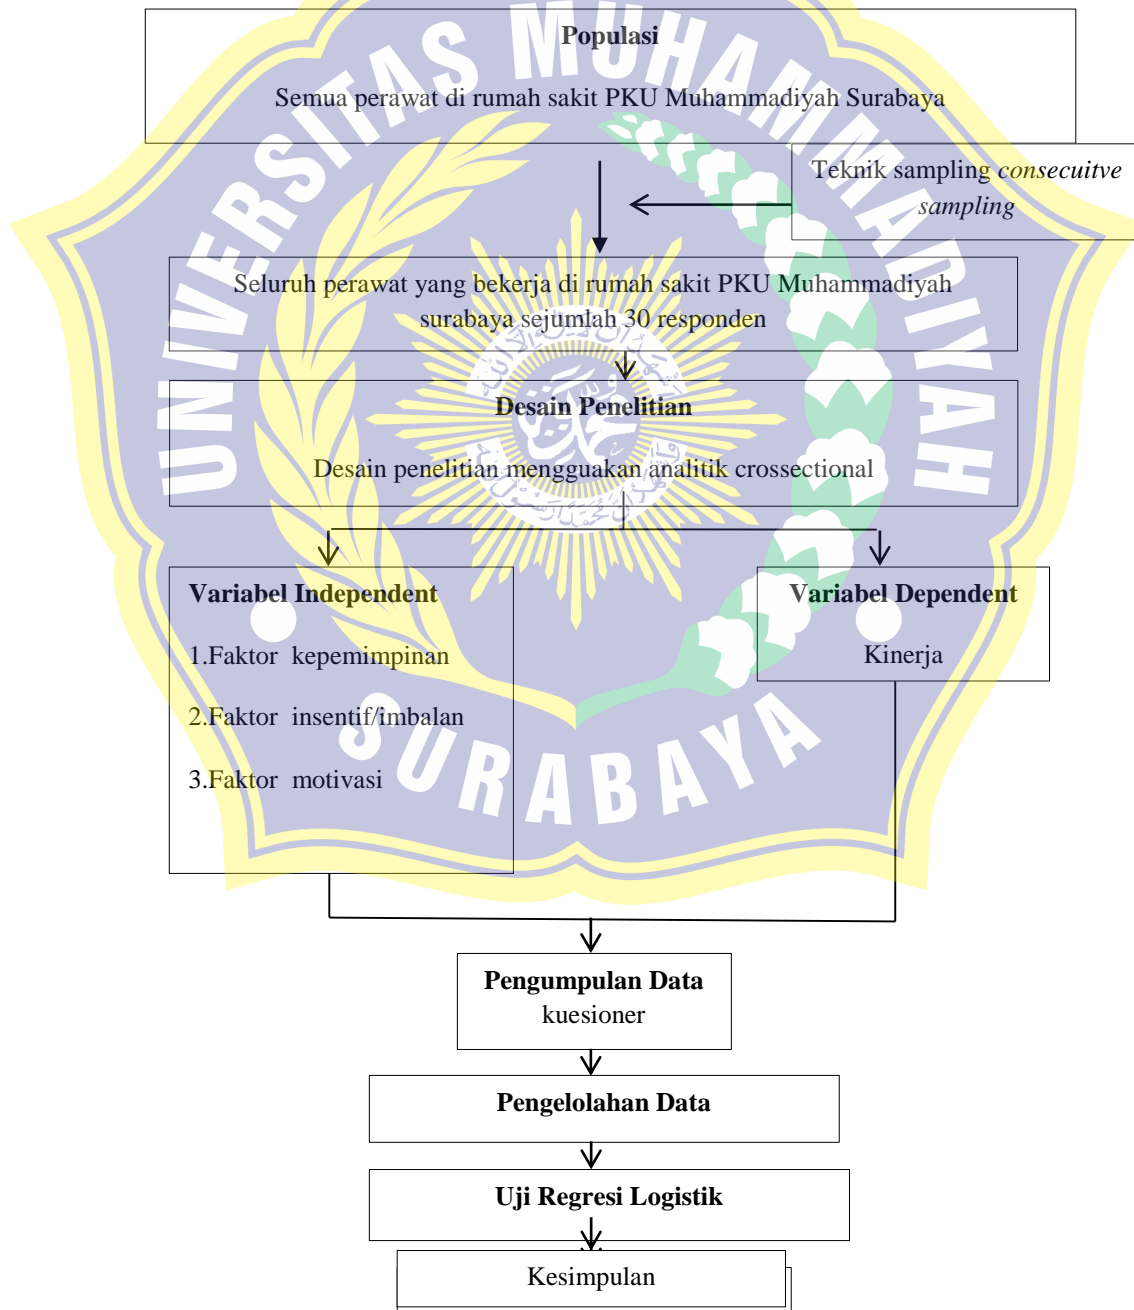 Populasi
Semua perawat di rumah sakit PKU Muhammadiyah Surabaya
Teknik sampling consecuitve
sampling
Seluruh perawat yang bekerja di rumah sakit PKU Muhammadiyah
surabaya sejumlah 30 responden
Desain Penelitian
Desain penelitian mengguakan analitik crossectional
Variabel Independent
1.Faktor kepemimpinan
2.Faktor insentif/imbalan
3.Faktor motivasi
Variabel Dependent
Kinerja
Pengumpulan Data
kuesioner
Pengelolahan Data
Uji Regresi Logistik
Kesimpulan
UNIVERSITAS MUHAMMADIYAH
SURABAYA